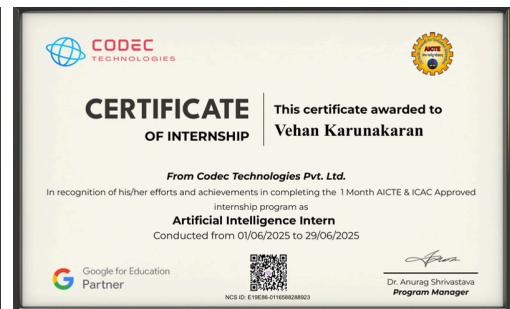 CODEC
TECHNOLOGIES
AICTE
CERTIFICATE
OF INTERNSHIP
This certificate awarded to
Vehan Karunakaran
From Codec Technologies Pvt. Ltd.
In recognition of his/her efforts and achievements in completing the 1 Month AICTE & ICAC Approved
internship program as
Artificial Intelligence Intern
Conducted from 01/06/2025 to 29/06/2025
Google for Education
Partner
NCS ID: E19E86-0116588288923
Dr. Anurag Shrivastava
Program Manager